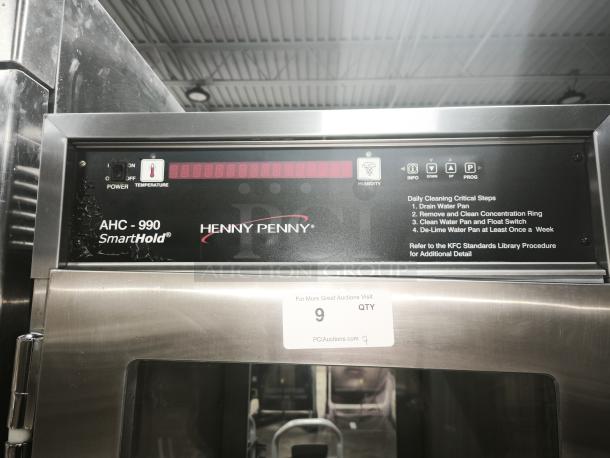 ON
OFF
POWER
TEMPERATURE
HUMIDITY
INFO
DOWN
UP
P
PROG
AHC - 990
SmartHold®
HENNY PENNY®
Daily Cleaning Critical Steps
1. Drain Water Pan
2. Remove and Clean Concentration Ring
3. Clean Water Pan and Float Switch
4. De-Lime Water Pan at Least Once a Week
Refer to the KFC Standards Library Procedure
for Additional Detail
AUCTION GROUP
For More Great Auctions Visit
9 QTY
PCIAuctions.com